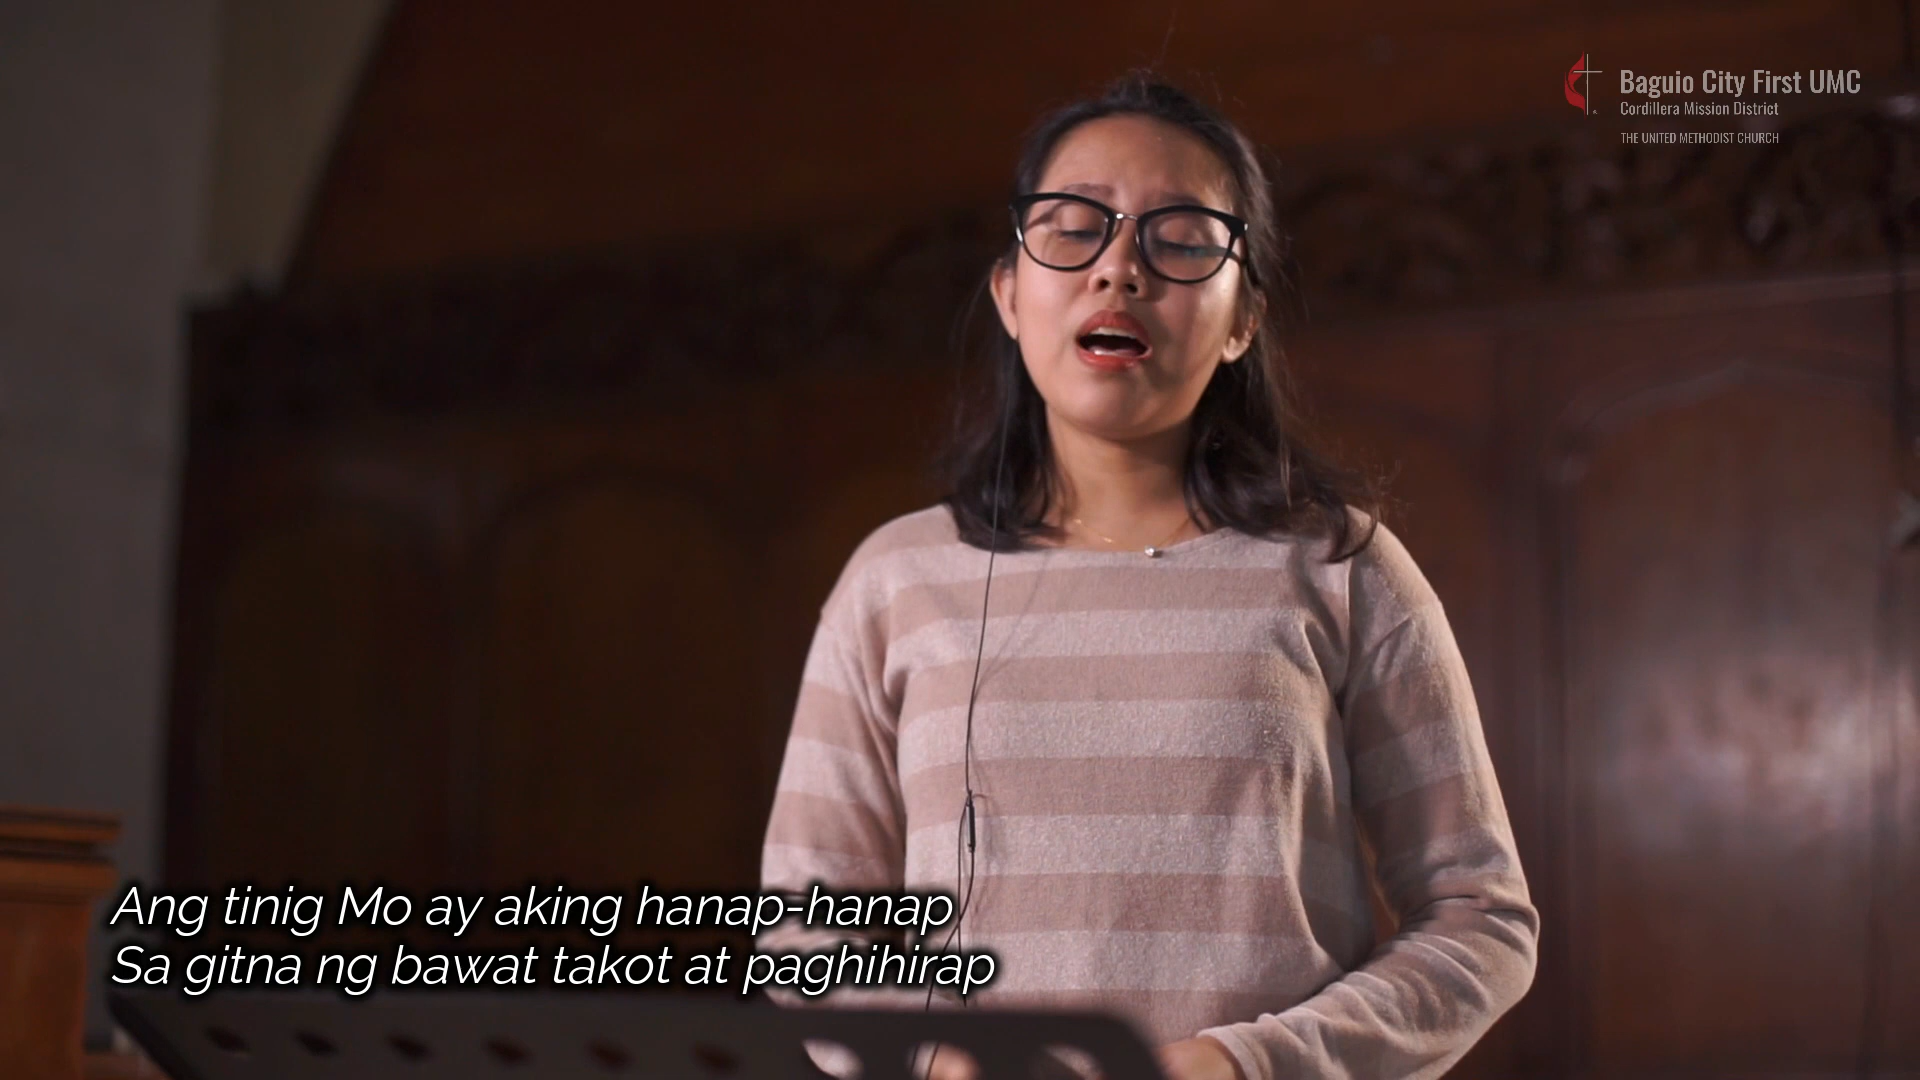 Baguio City First UMC
Cordillera Mission District
THE UNITED METHODIST CHURCH
Ang tinig Mo ay aking hanap-hanap
Sa gitna ng bawat takot at paghihirap